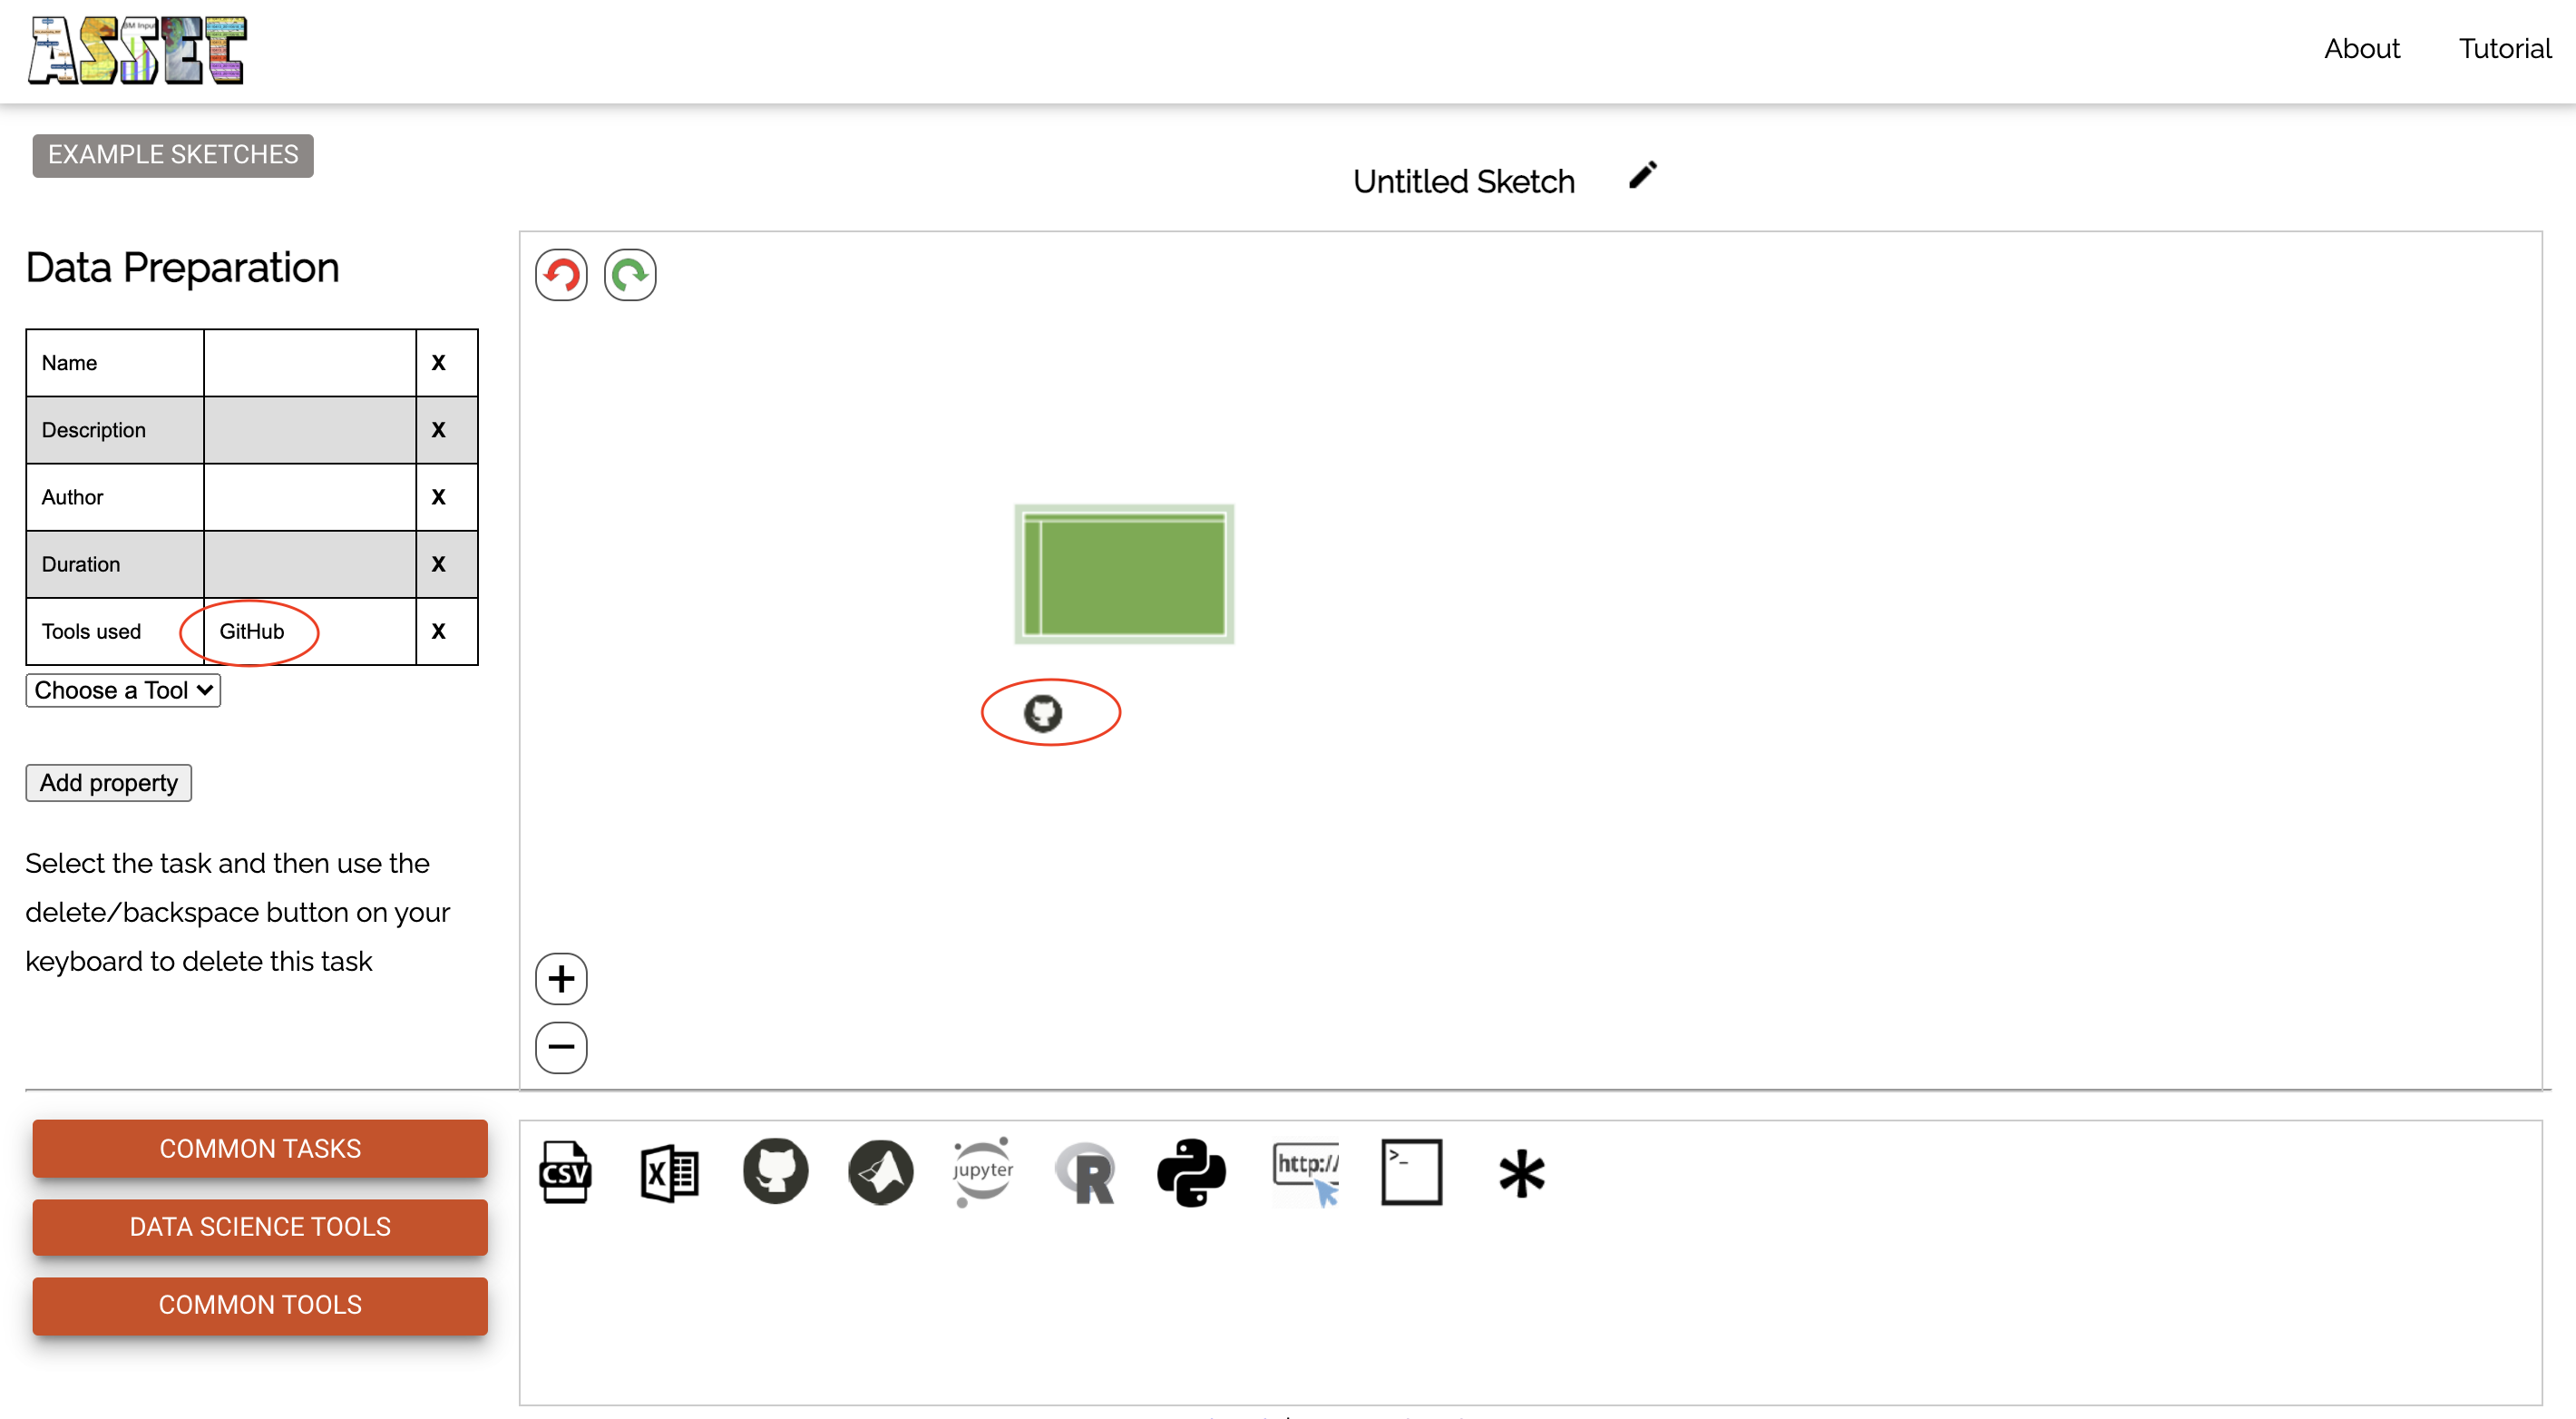 ASSET
BM Input
About
Tutorial
EXAMPLE SKETCHES
Untitled Sketch
Data Preparation
Name X
Description X
Author X
Duration X
Tools used GitHub X
Choose a Tool
Add property
Select the task and then use the
delete/backspace button on your
keyboard to delete this task
COMMON TASKS
DATA SCIENCE TOOLS
COMMON TOOLS
CSV
X
jupyter
R
http://
>_
*